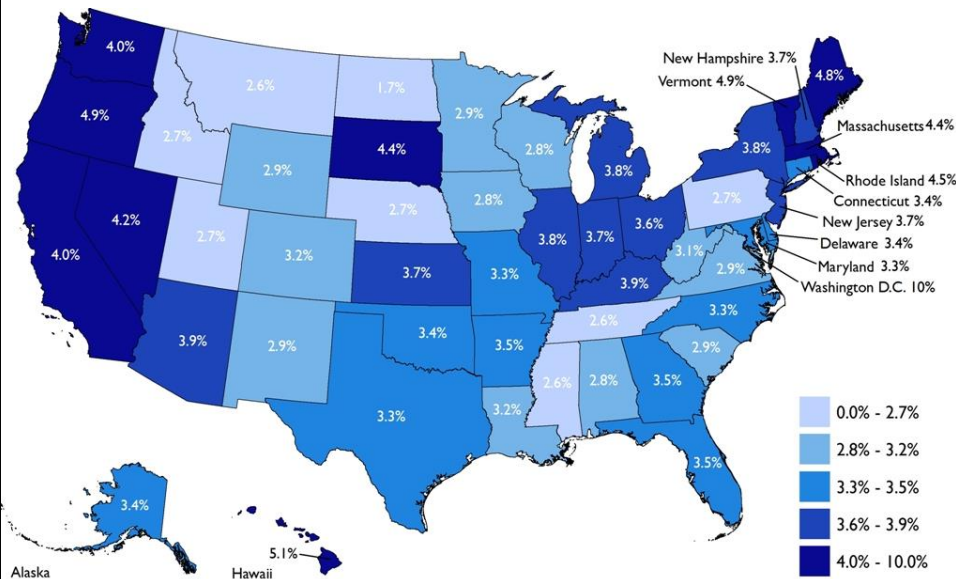 New Hampshire 3.7%
4.0%
4.8%
Vermont 4.9%
2.6%
1.7%
2.9%
4.9%
Massachusetts 4.4%
2.7%
3.8%
2.8%
2.9%
4.4%
3.8%
Rhode Island 4.5%
2.7%
Connecticut 3.4%
2.8%
2.7%
3.6%
New Jersey 3.7%
4.2%
2.7%
3.8%
3.7%
Delaware 3.4%
4.0%
3.2%
3.1%
3.7%
3.3%
2.9%
Maryland 3.3%
3.9%
Washington D.C. 10%
3.3%
2.6%
3.4%
3.9%
2.9%
3.5%
2.9%
2.6%
2.8%
3.5%
3.2%
3.3%
0.0% - 2.7%
2.8% - 3.2%
3.5%
3.3% - 3.5%
3.4%
3.6% - 3.9%
5.1%
4.0% - 10.0%
Alaska
Hawaii